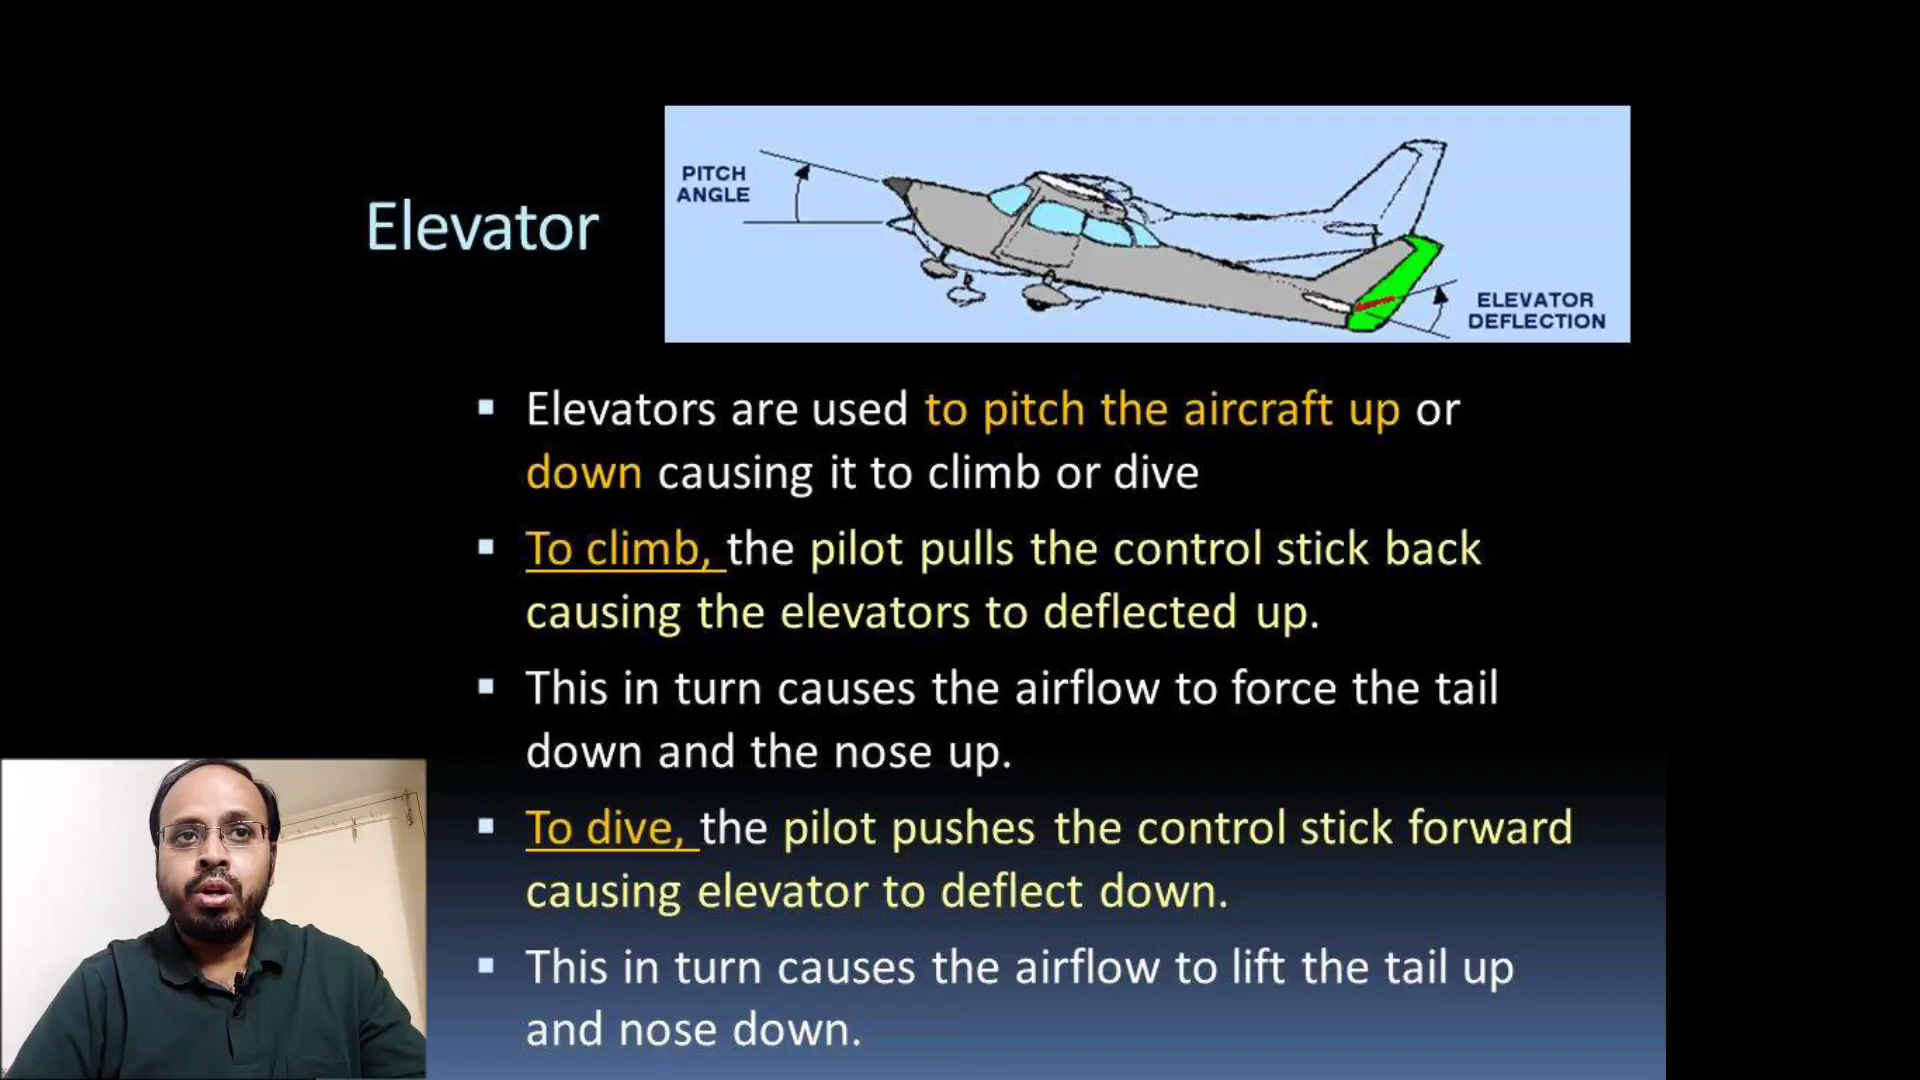 PITCH
ANGLE
Elevator
ELEVATOR
DEFLECTION
▪ Elevators are used to pitch the aircraft up or
down causing it to climb or dive
▪ To climb, the pilot pulls the control stick back
causing the elevators to deflected up.
▪ This in turn causes the airflow to force the tail
down and the nose up.
▪ To dive, the pilot pushes the control stick forward
causing elevator to deflect down.
▪ This in turn causes the airflow to lift the tail up
and nose down.